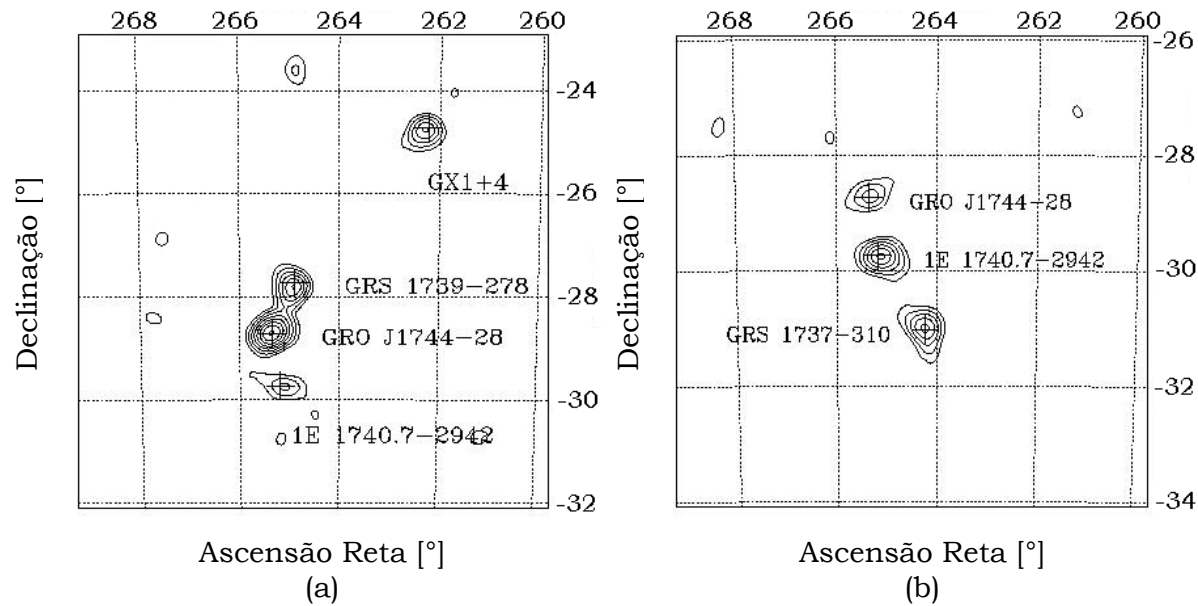 268 266 264 262 260
-24
-26
-28
-30
-32
GX1+4
GRS 1739-278
GRO J1744-28
1E 1740.7-2942
Declinação [°]
Ascensão Reta [°]
(a)
268 266 264 262 260
-26
-28
-30
-32
-34
GRO J1744-28
1E 1740.7-2942
GRS 1737-310
Declinação [°]
Ascensão Reta [°]
(b)